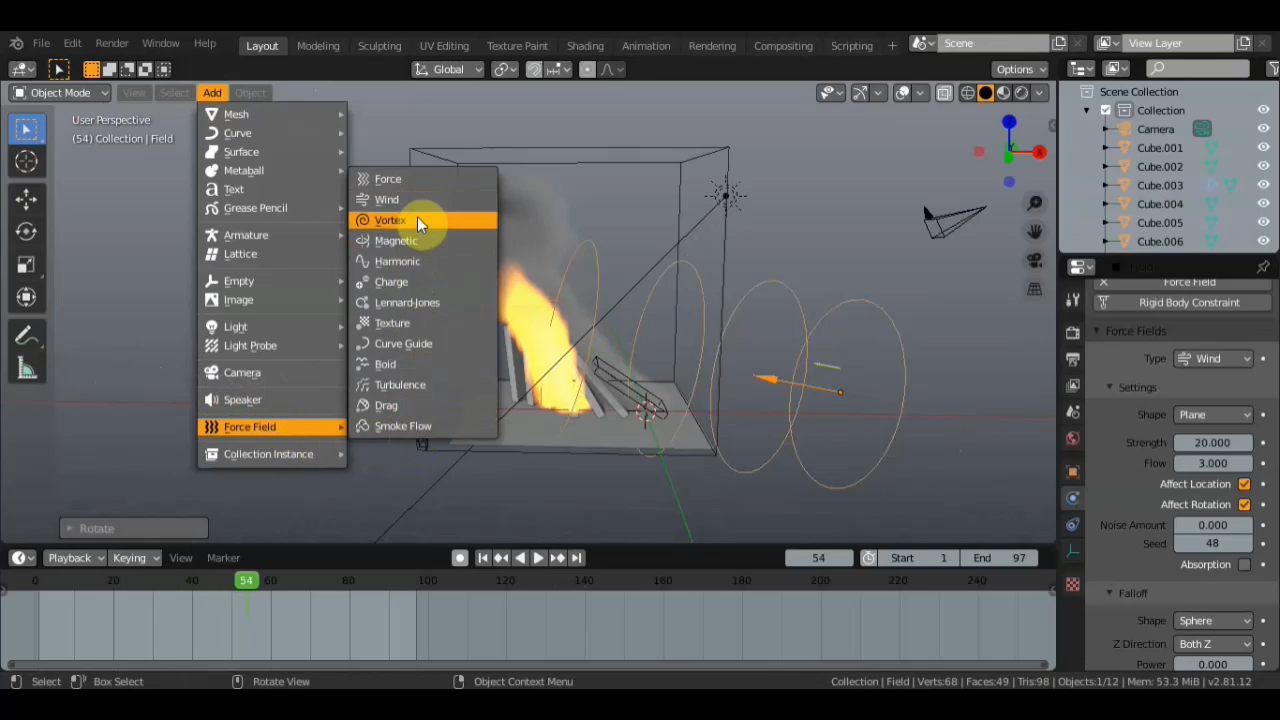 File Edit Render Window Help Layout Modeling Sculpting UV Editing Texture Paint Shading Animation Rendering Compositing Scripting + Scene View Layer
Global Options
Object Mode View Select Add Object
User Perspective
(54) Collection | Field
Mesh
Curve
Surface
Metaball
Text
Grease Pencil
Armature
Lattice
Empty
Image
Light
Light Probe
Camera
Speaker
Force Field
Collection Instance
Force
Wind
Vortex
Magnetic
Harmonic
Charge
Lennard-Jones
Texture
Curve Guide
Boid
Turbulence
Drag
Smoke Flow
Rotate
Scene Collection
Collection
Camera
Cube.001
Cube.002
Cube.003
Cube.004
Cube.005
Cube.006
Force Field
Rigid Body Constraint
Force Fields
Type Wind
Settings
Shape Plane
Strength 20.000
Flow 3.000
Affect Location
Affect Rotation
Noise Amount 0.000
Seed 48
Absorption
Falloff
Shape Sphere
Z Direction Both Z
Power 0.000
Playback Keying View Marker 54 Start 1 End 97
0 20 40 54 60 80 100 120 140 160 180 200 220 240
Select Box Select Rotate View Object Context Menu Collection | Field | Verts:68 | Faces:49 | Tris:98 | Objects:1/12 | Mem: 53.3 MiB | v2.81.12